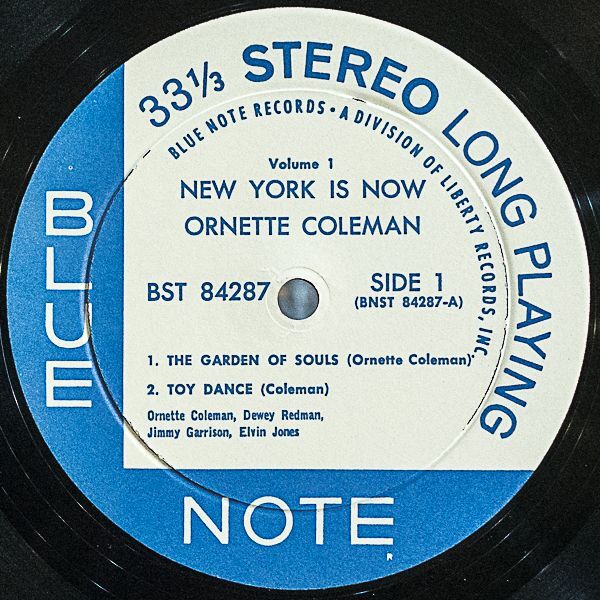 33⅓ STEREO LONG PLAYING
BLUE NOTE RECORDS • A DIVISION OF LIBERTY RECORDS, INC
Volume 1
NEW YORK IS NOW
ORNETTE COLEMAN
BST 84287
SIDE 1
(BNST 84287-A)
1. THE GARDEN OF SOULS (Ornette Coleman)
2. TOY DANCE (Coleman)
Ornette Coleman, Dewey Redman,
Jimmy Garrison, Elvin Jones
BLUE
NOTE
R